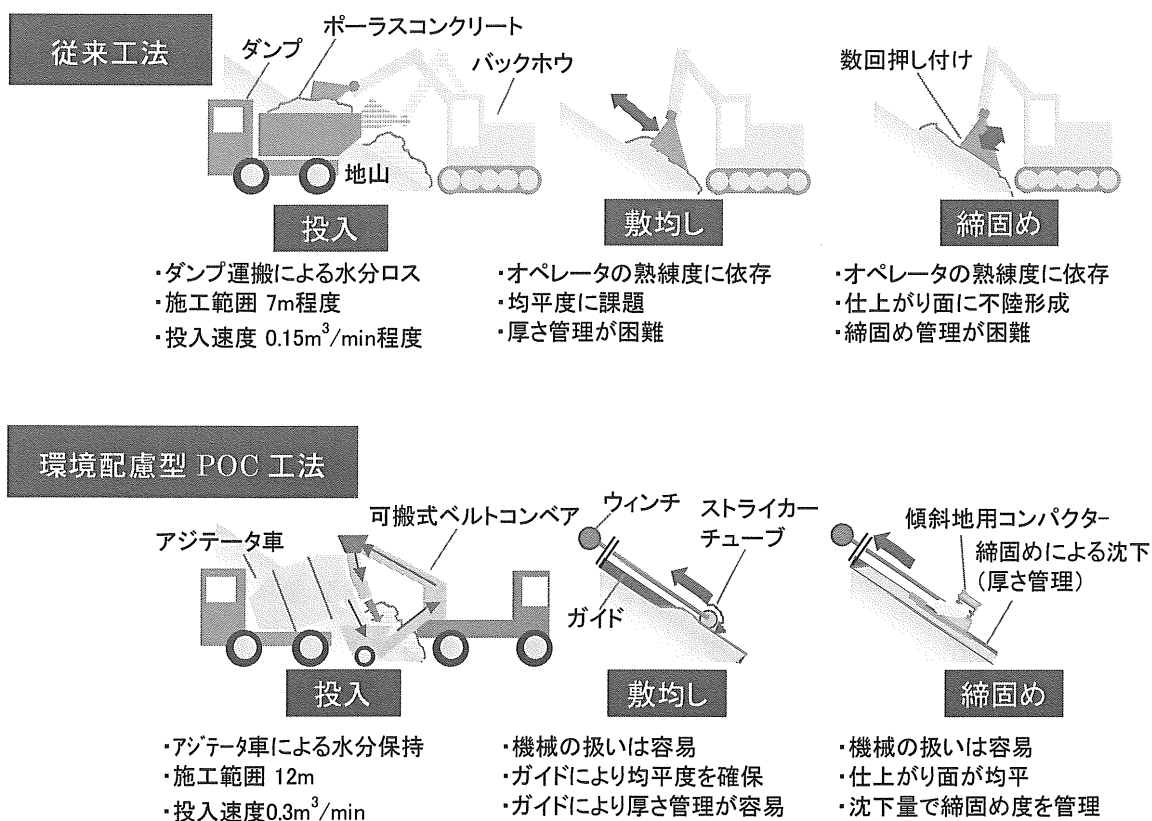 従来工法
ダンプ
ポーラスコンクリート
バックホウ
地山
数回押し付け
投入
敷均し
締固め
・ダンプ運搬による水分ロス
・施工範囲 7m程度
・投入速度 0.15m³/min程度
・オペレータの熟練度に依存
・均平度に課題
・厚さ管理が困難
・オペレータの熟練度に依存
・仕上がり面に不陸形成
・締固め管理が困難
環境配慮型 POC 工法
アジテータ車
可搬式ベルトコンベア
ウィンチ
ストライカー
チューブ
ガイド
傾斜地用コンパクター
締固めによる沈下
(厚さ管理)
投入
敷均し
締固め
・アジテータ車による水分保持
・施工範囲 12m
・投入速度0.3m³/min
・機械の扱いは容易
・ガイドにより均平度を確保
・ガイドにより厚さ管理が容易
・機械の扱いは容易
・仕上がり面が均平
・沈下量で締固め度を管理